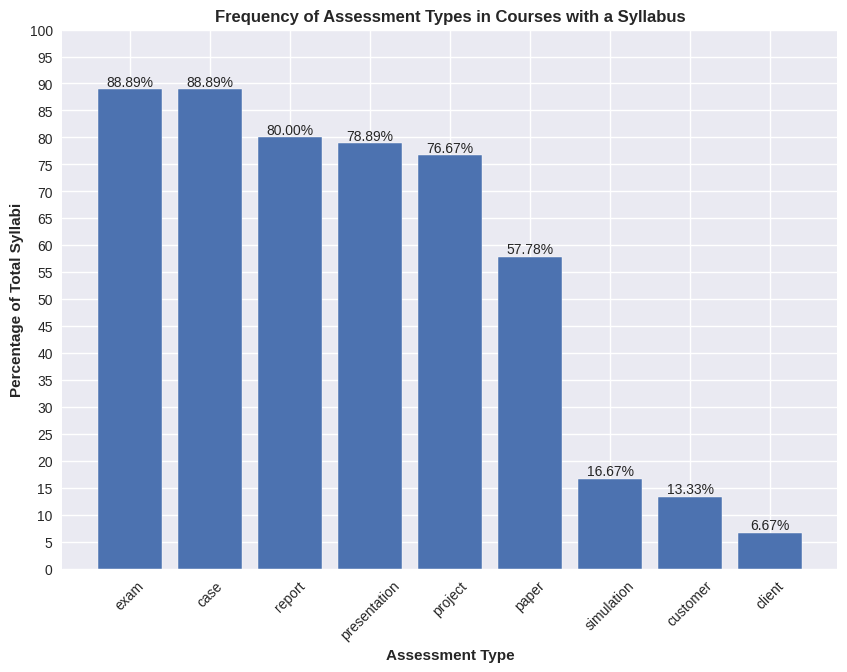 Frequency of Assessment Types in Courses with a Syllabus
Percentage of Total Syllabi
100
95
90
85
80
75
70
65
60
55
50
45
40
35
30
25
20
15
10
5
0
88.89%
88.89%
80.00%
78.89%
76.67%
57.78%
16.67%
13.33%
6.67%
exam
case
report
presentation
project
paper
simulation
customer
client
Assessment Type